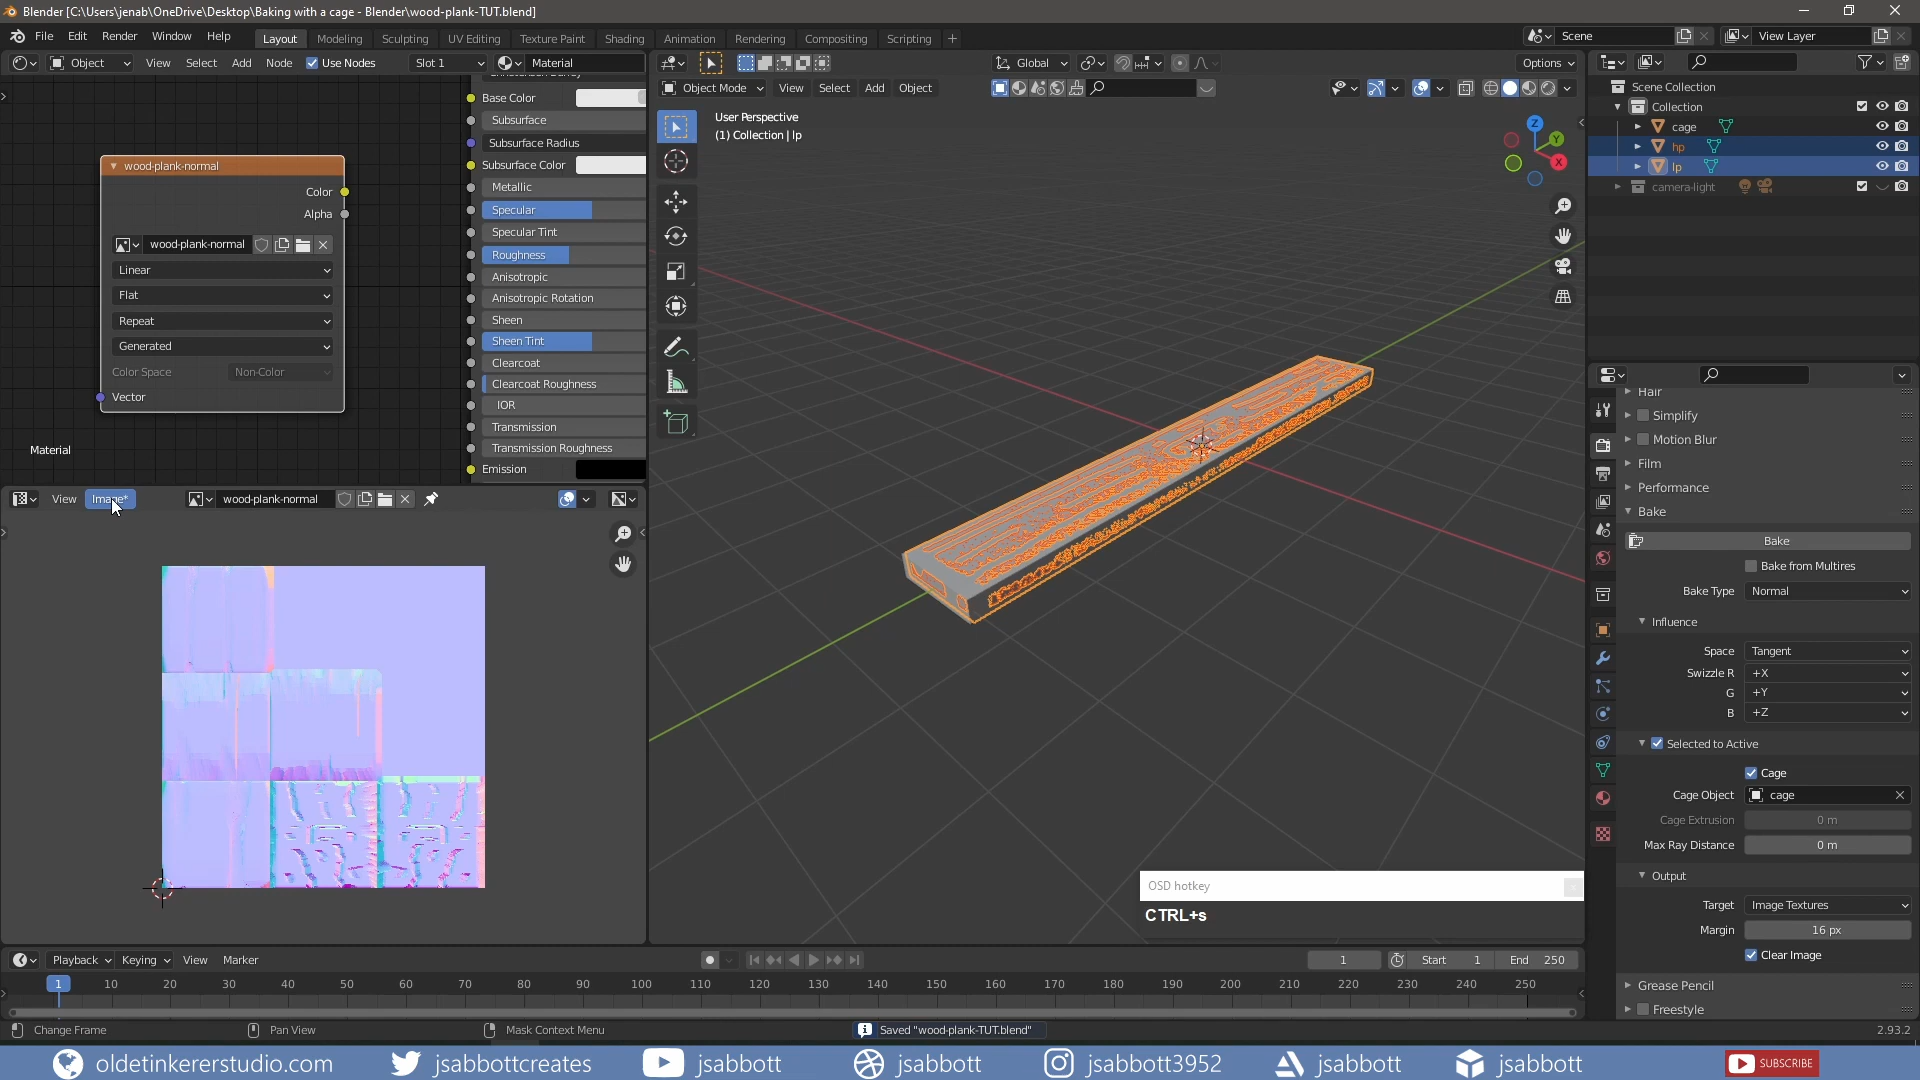 Blender [C:\Users\jenab\OneDrive\Desktop\Baking with a cage - Blender\wood-plank-TUT.blend]
File Edit Render Window Help Layout Modeling Sculpting UV Editing Texture Paint Shading Animation Rendering Compositing Scripting + Scene View Layer
Object View Select Add Node Use Nodes Slot 1 Material Global Options
Object Mode View Select Add Object
User Perspective
(1) Collection | lp
Base Color
Subsurface
Subsurface Radius
Subsurface Color
Metallic
Specular
Specular Tint
Roughness
Anisotropic
Anisotropic Rotation
Sheen
Sheen Tint
Clearcoat
Clearcoat Roughness
IOR
Transmission
Transmission Roughness
Emission
wood-plank-normal
Color
Alpha
wood-plank-normal
Linear
Flat
Repeat
Generated
Color Space Non-Color
Vector
Material
Z
Y
X
Scene Collection
Collection
cage
hp
lp
camera-light
View Image* wood-plank-normal
Hair
Simplify
Motion Blur
Film
Performance
Bake
Bake
Bake from Multires
Bake Type Normal
Influence
Space Tangent
Swizzle R +X
G +Y
B +Z
Selected to Active
Cage
Cage Object cage
Cage Extrusion 0 m
Max Ray Distance 0 m
Output
Target Image Textures
Margin 16 px
Clear Image
Grease Pencil
Freestyle
OSD hotkey
CTRL+s
Playback Keying View Marker 1 Start 1 End 250
1 10 20 30 40 50 60 70 80 90 100 110 120 130 140 150 160 170 180 190 200 210 220 230 240 250
Change Frame Pan View Mask Context Menu Saved "wood-plank-TUT.blend" 2.93.2
oldetinkererstudio.com jsabbottcreates jsabbott jsabbott jsabbott3952 jsabbott jsabbott SUBSCRIBE